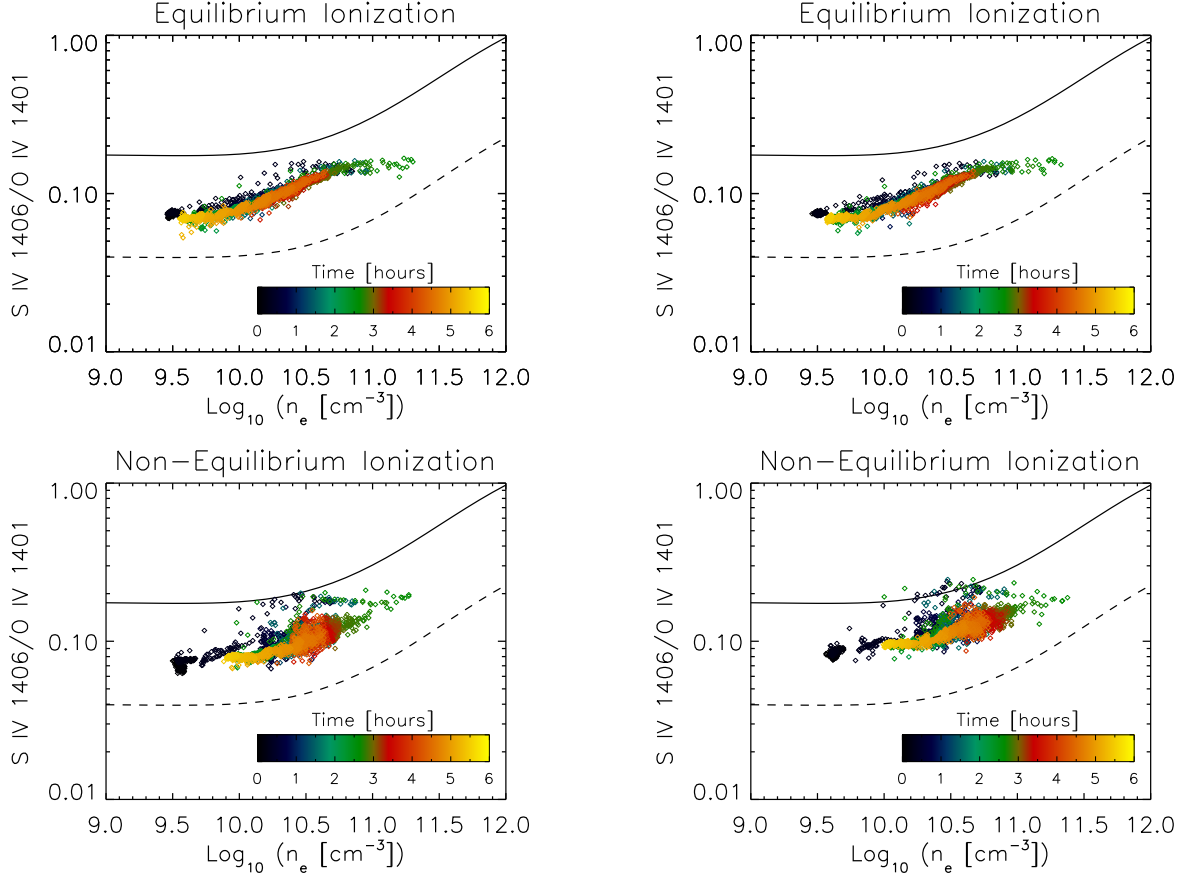 Equilibrium Ionization
S IV 1406/O IV 1401
1.00
0.10
0.01
Time [hours]
0 1 2 3 4 5 6
9.0 9.5 10.0 10.5 11.0 11.5 12.0
Log₁₀ (nₑ [cm⁻³])
Equilibrium Ionization
S IV 1406/O IV 1401
1.00
0.10
0.01
Time [hours]
0 1 2 3 4 5 6
9.0 9.5 10.0 10.5 11.0 11.5 12.0
Log₁₀ (nₑ [cm⁻³])
Non-Equilibrium Ionization
S IV 1406/O IV 1401
1.00
0.10
0.01
Time [hours]
0 1 2 3 4 5 6
9.0 9.5 10.0 10.5 11.0 11.5 12.0
Log₁₀ (nₑ [cm⁻³])
Non-Equilibrium Ionization
S IV 1406/O IV 1401
1.00
0.10
0.01
Time [hours]
0 1 2 3 4 5 6
9.0 9.5 10.0 10.5 11.0 11.5 12.0
Log₁₀ (nₑ [cm⁻³])